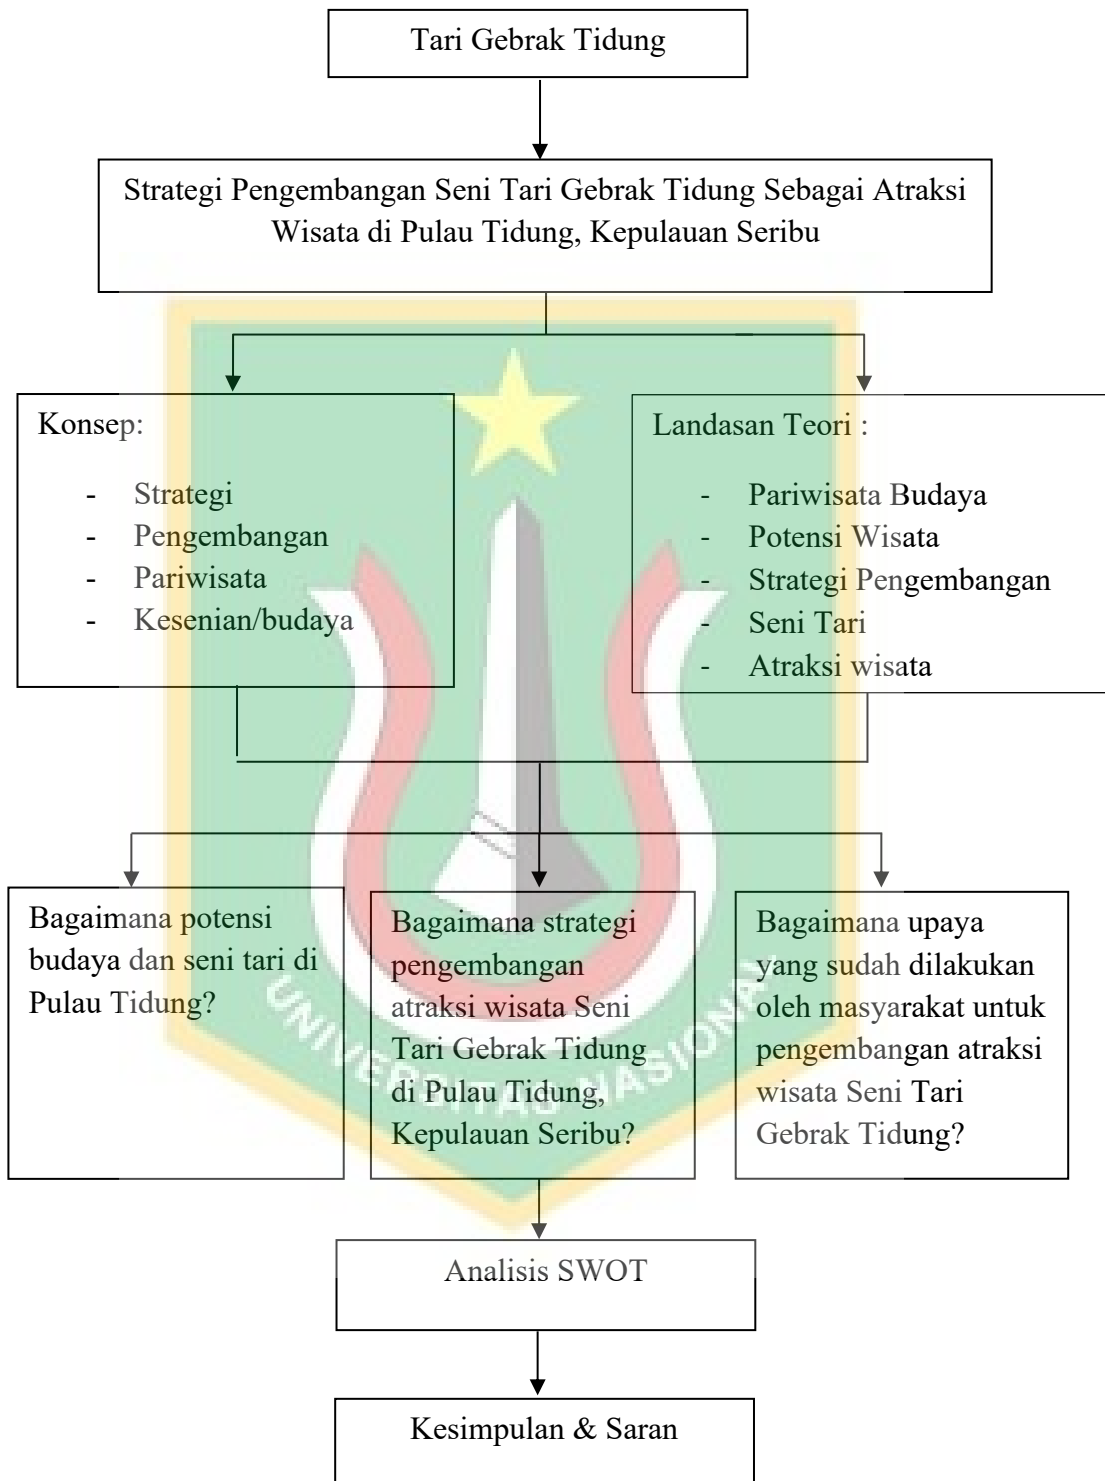 Tari Gebrak Tidung
Strategi Pengembangan Seni Tari Gebrak Tidung Sebagai Atraksi
Wisata di Pulau Tidung, Kepulauan Seribu
Konsep:
- Strategi
- Pengembangan
- Pariwisata
- Kesenian/budaya
Landasan Teori :
- Pariwisata Budaya
- Potensi Wisata
- Strategi Pengembangan
- Seni Tari
- Atraksi wisata
Bagaimana potensi
budaya dan seni tari di
Pulau Tidung?
Bagaimana strategi
pengembangan
atraksi wisata Seni
Tari Gebrak Tidung
di Pulau Tidung,
Kepulauan Seribu?
Bagaimana upaya
yang sudah dilakukan
oleh masyarakat untuk
pengembangan atraksi
wisata Seni Tari
Gebrak Tidung?
UNIVERSITAS NASIONAL
Analisis SWOT
Kesimpulan & Saran